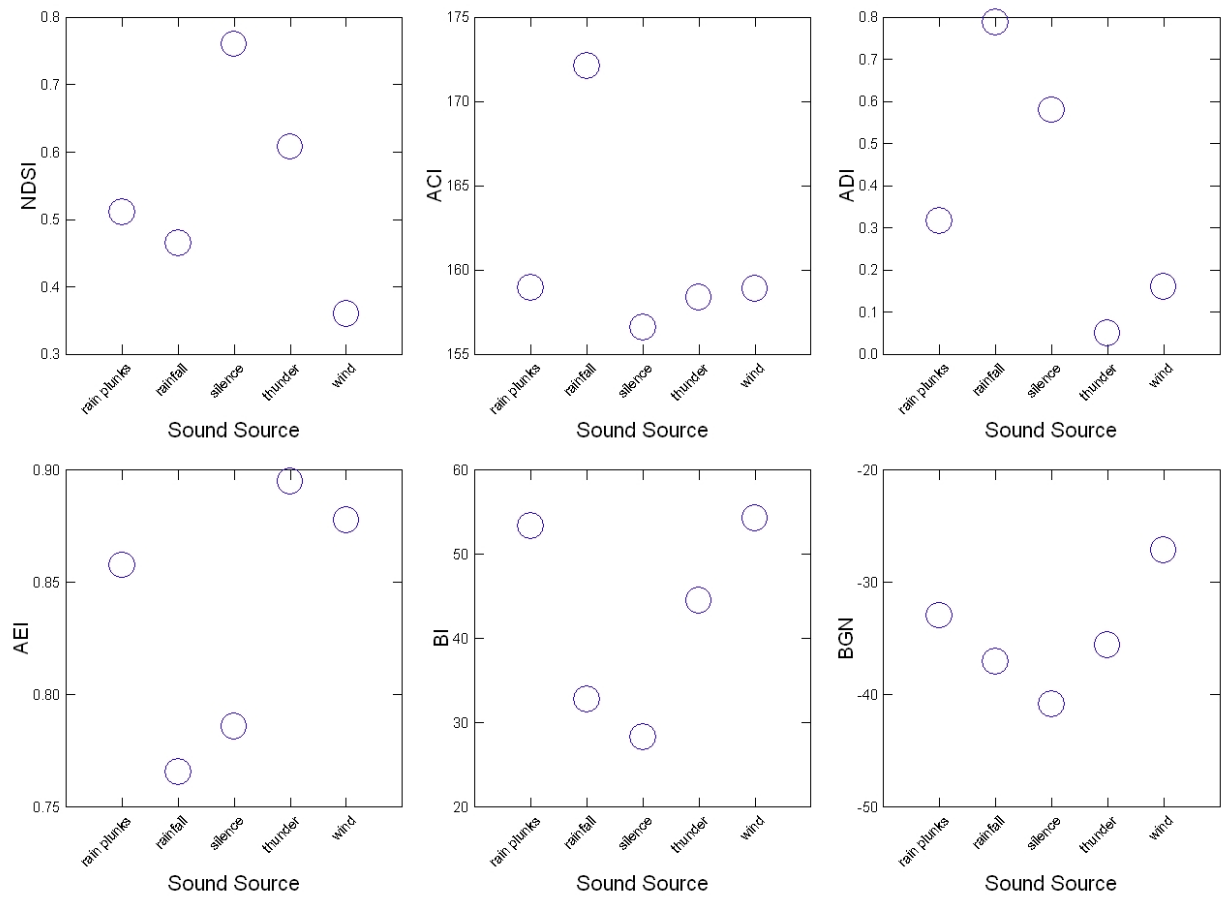 NDSI
0.8
0.7
0.6
0.5
0.4
0.3
rain plunks
rainfall
silence
thunder
wind
Sound Source
ACI
175
170
165
160
155
rain plunks
rainfall
silence
thunder
wind
Sound Source
ADI
0.8
0.7
0.6
0.5
0.4
0.3
0.2
0.1
0.0
rain plunks
rainfall
silence
thunder
wind
Sound Source
AEI
0.90
0.85
0.80
0.75
rain plunks
rainfall
silence
thunder
wind
Sound Source
BI
60
50
40
30
20
rain plunks
rainfall
silence
thunder
wind
Sound Source
BGN
-20
-30
-40
-50
rain plunks
rainfall
silence
thunder
wind
Sound Source